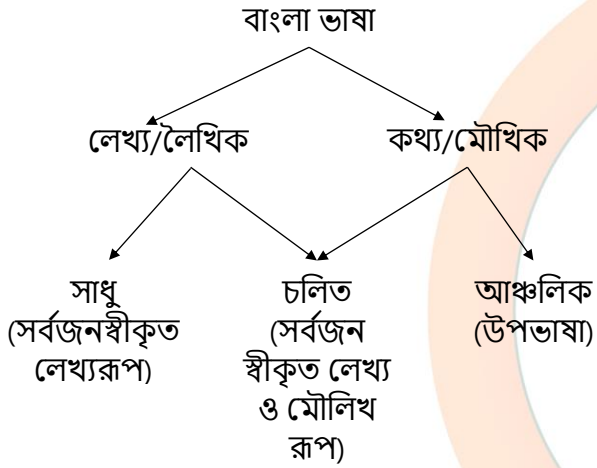 বাংলা ভাষা
লেখ্য/লৈখিক কথ্য/মৌখিক
সাধু
(সর্বজনস্বীকৃত
লেখ্যরূপ)
চলিত
(সর্বজন
স্বীকৃত লেখ্য
ও মৌলিখ
রূপ)
আঞ্চলিক
(উপভাষা)